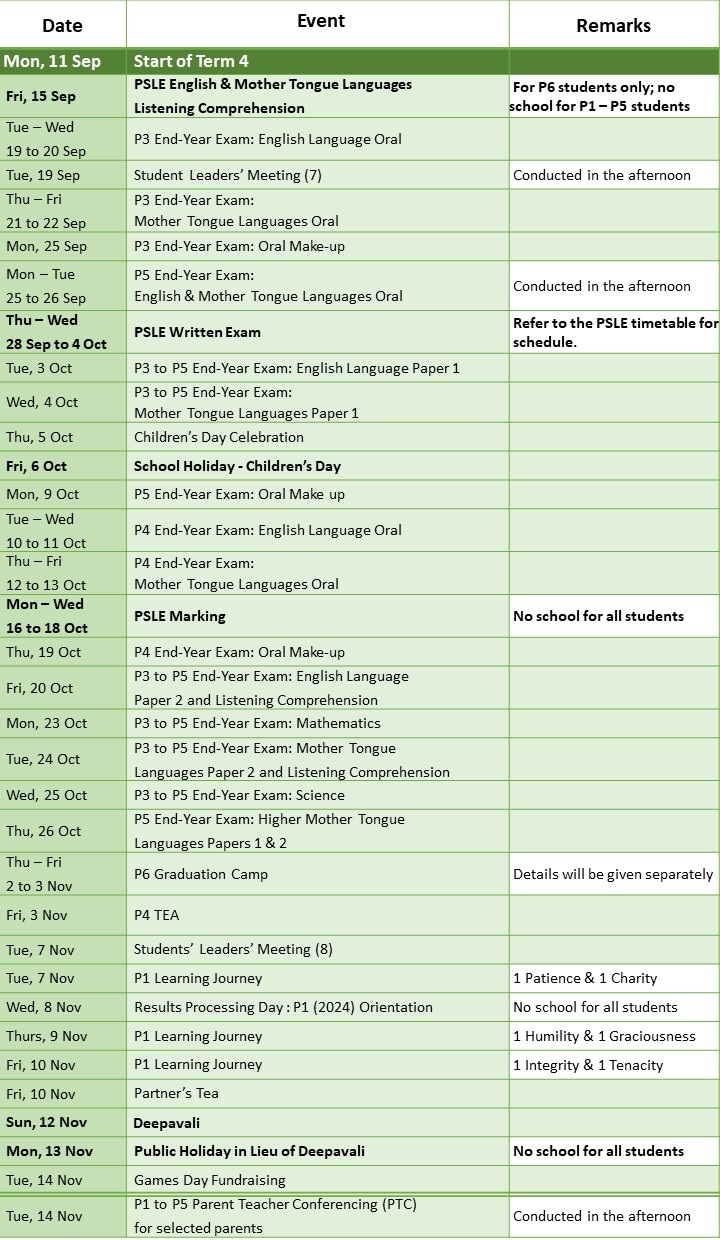 Date Event Remarks
Mon, 11 Sep Start of Term 4
Fri, 15 Sep PSLE English & Mother Tongue Languages
Listening Comprehension
For P6 students only; no
school for P1 – P5 students
Tue – Wed
19 to 20 Sep
P3 End-Year Exam: English Language Oral
Tue, 19 Sep Student Leaders' Meeting (7) Conducted in the afternoon
Thu – Fri
21 to 22 Sep
P3 End-Year Exam:
Mother Tongue Languages Oral
Mon, 25 Sep P3 End-Year Exam: Oral Make-up
Mon – Tue
25 to 26 Sep
P5 End-Year Exam:
English & Mother Tongue Languages Oral
Conducted in the afternoon
Thu – Wed
28 Sep to 4 Oct
PSLE Written Exam
Refer to the PSLE timetable for
schedule.
Tue, 3 Oct P3 to P5 End-Year Exam: English Language Paper 1
Wed, 4 Oct
P3 to P5 End-Year Exam:
Mother Tongue Languages Paper 1
Thu, 5 Oct Children's Day Celebration
Fri, 6 Oct School Holiday - Children's Day
Mon, 9 Oct P5 End-Year Exam: Oral Make up
Tue – Wed
10 to 11 Oct
P4 End-Year Exam: English Language Oral
Thu – Fri
12 to 13 Oct
P4 End-Year Exam:
Mother Tongue Languages Oral
Mon – Wed
16 to 18 Oct
PSLE Marking
No school for all students
Thu, 19 Oct P4 End-Year Exam: Oral Make-up
Fri, 20 Oct
P3 to P5 End-Year Exam: English Language
Paper 2 and Listening Comprehension
Mon, 23 Oct P3 to P5 End-Year Exam: Mathematics
Tue, 24 Oct
P3 to P5 End-Year Exam: Mother Tongue
Languages Paper 2 and Listening Comprehension
Wed, 25 Oct P3 to P5 End-Year Exam: Science
Thu, 26 Oct
P5 End-Year Exam: Higher Mother Tongue
Languages Papers 1 & 2
Thu – Fri
2 to 3 Nov
P6 Graduation Camp
Details will be given separately
Fri, 3 Nov P4 TEA
Tue, 7 Nov Students' Leaders' Meeting (8)
Tue, 7 Nov P1 Learning Journey 1 Patience & 1 Charity
Wed, 8 Nov Results Processing Day : P1 (2024) Orientation No school for all students
Thurs, 9 Nov P1 Learning Journey 1 Humility & 1 Graciousness
Fri, 10 Nov P1 Learning Journey 1 Integrity & 1 Tenacity
Fri, 10 Nov Partner's Tea
Sun, 12 Nov Deepavali
Mon, 13 Nov Public Holiday in Lieu of Deepavali No school for all students
Tue, 14 Nov Games Day Fundraising
Tue, 14 Nov
P1 to P5 Parent Teacher Conferencing (PTC)
for selected parents
Conducted in the afternoon